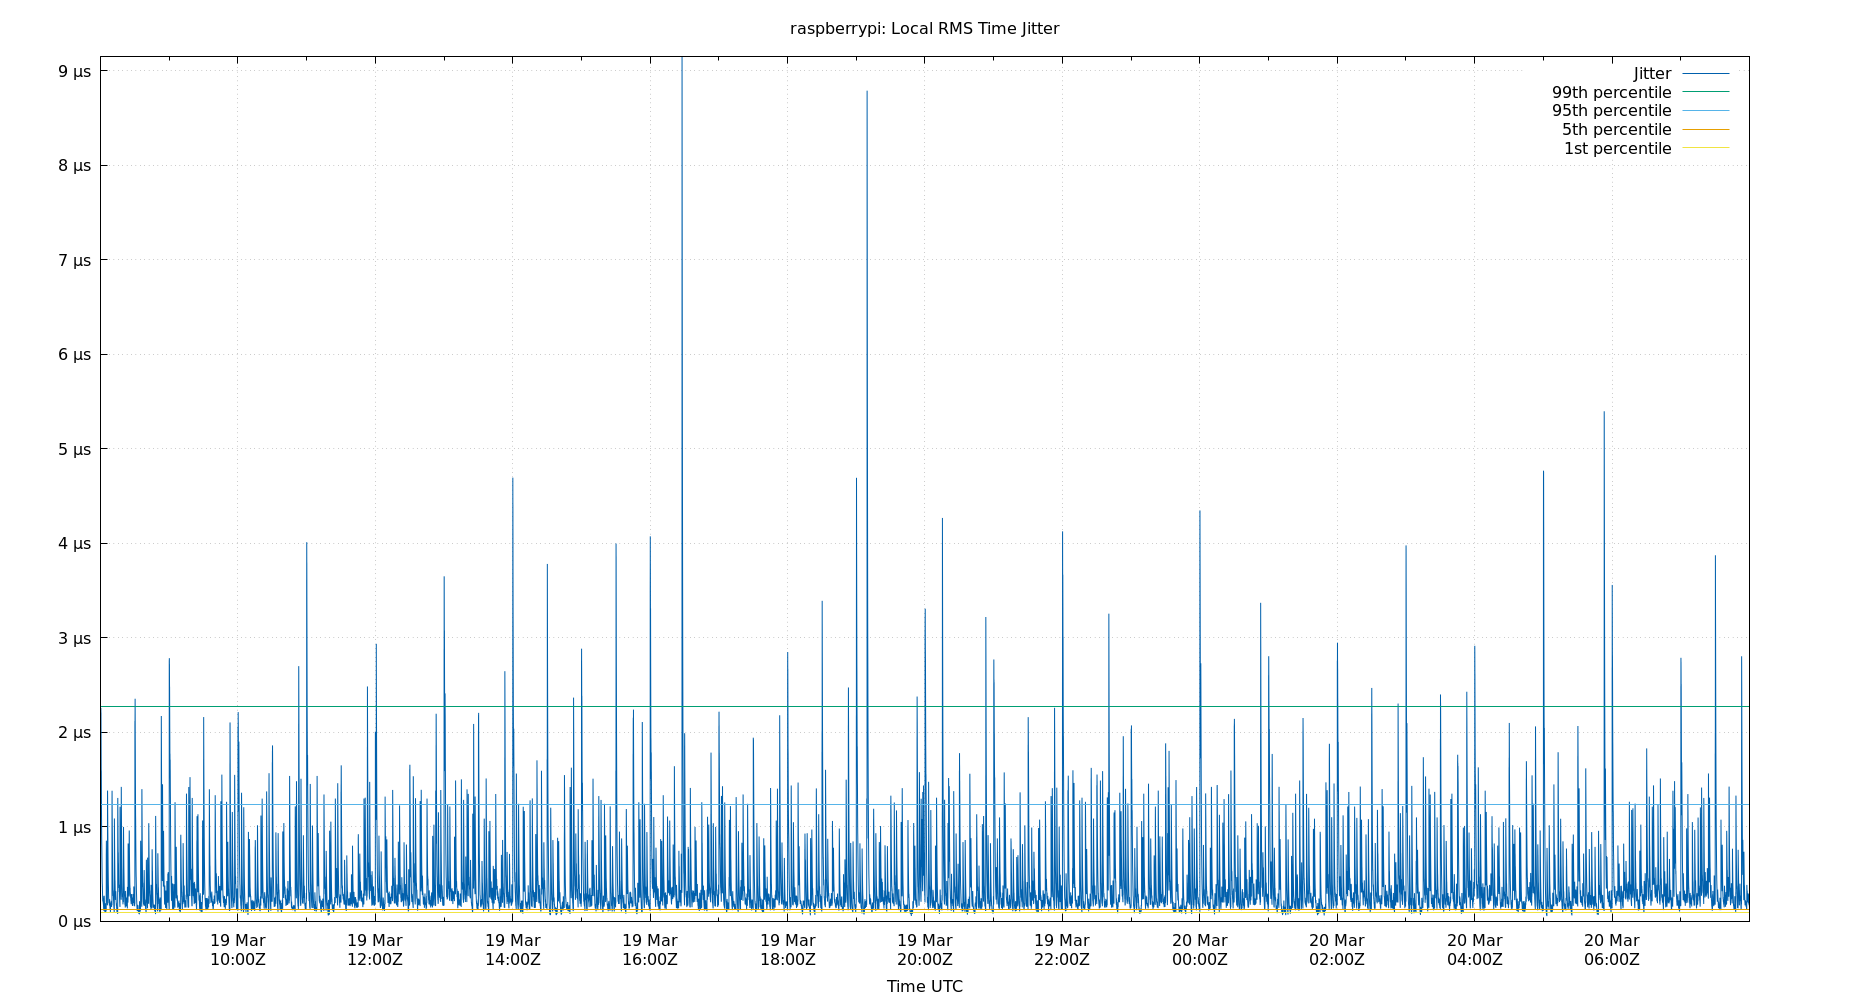 raspberrypi: Local RMS Time Jitter
Jitter
99th percentile
95th percentile
5th percentile
1st percentile
9 µs
8 µs
7 µs
6 µs
5 µs
4 µs
3 µs
2 µs
1 µs
0 µs
19 Mar 19 Mar 19 Mar 19 Mar 19 Mar 19 Mar 19 Mar 20 Mar 20 Mar 20 Mar 20 Mar
10:00Z 12:00Z 14:00Z 16:00Z 18:00Z 20:00Z 22:00Z 00:00Z 02:00Z 04:00Z 06:00Z
Time UTC